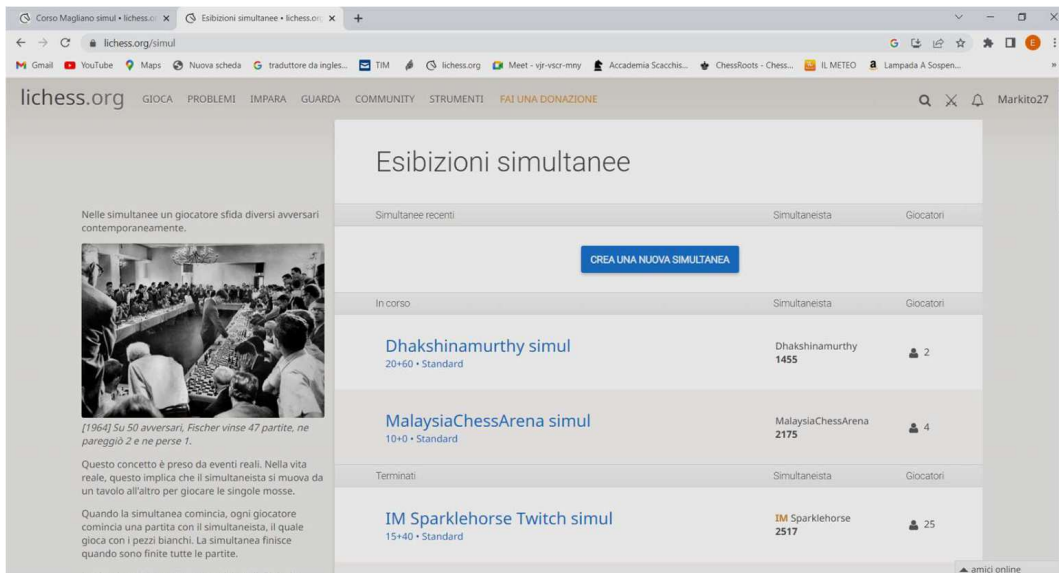 Corso Magliano simul • lichess.o
Esibizioni simultanee • lichess.org
lichess.org/simul
E
Gmail
YouTube
Maps
Nuova scheda
traduttore da ingles...
TIM
lichess.org
Meet - vjr-vscr-mny
Accademia Scacchis...
ChessRoots - Chess...
IL METEO
Lampada A Sospen...
lichess.org GIOCA PROBLEMI IMPARA GUARDA COMMUNITY STRUMENTI FAI UNA DONAZIONE Markito27
Esibizioni simultanee
Nelle simultanee un giocatore sfida diversi avversari
contemporaneamente.
[1964] Su 50 avversari, Fischer vinse 47 partite, ne
pareggiò 2 e ne perse 1.
Questo concetto è preso da eventi reali. Nella vita
reale, questo implica che il simultaneista si muova da
un tavolo all'altro per giocare le singole mosse.
Quando la simultanea comincia, ogni giocatore
comincia una partita con il simultaneista, il quale
gioca con i pezzi bianchi. La simultanea finisce
quando sono finite tutte le partite.
Simultanee recenti Simultaneista Giocatori
CREA UNA NUOVA SIMULTANEA
In corso Simultaneista Giocatori
Dhakshinamurthy simul
20+60 • Standard
Dhakshinamurthy
1455
2
MalaysiaChessArena simul
10+0 • Standard
MalaysiaChessArena
2175
4
Terminati Simultaneista Giocatori
IM Sparklehorse Twitch simul
15+40 • Standard
IM Sparklehorse
2517
25
amici online